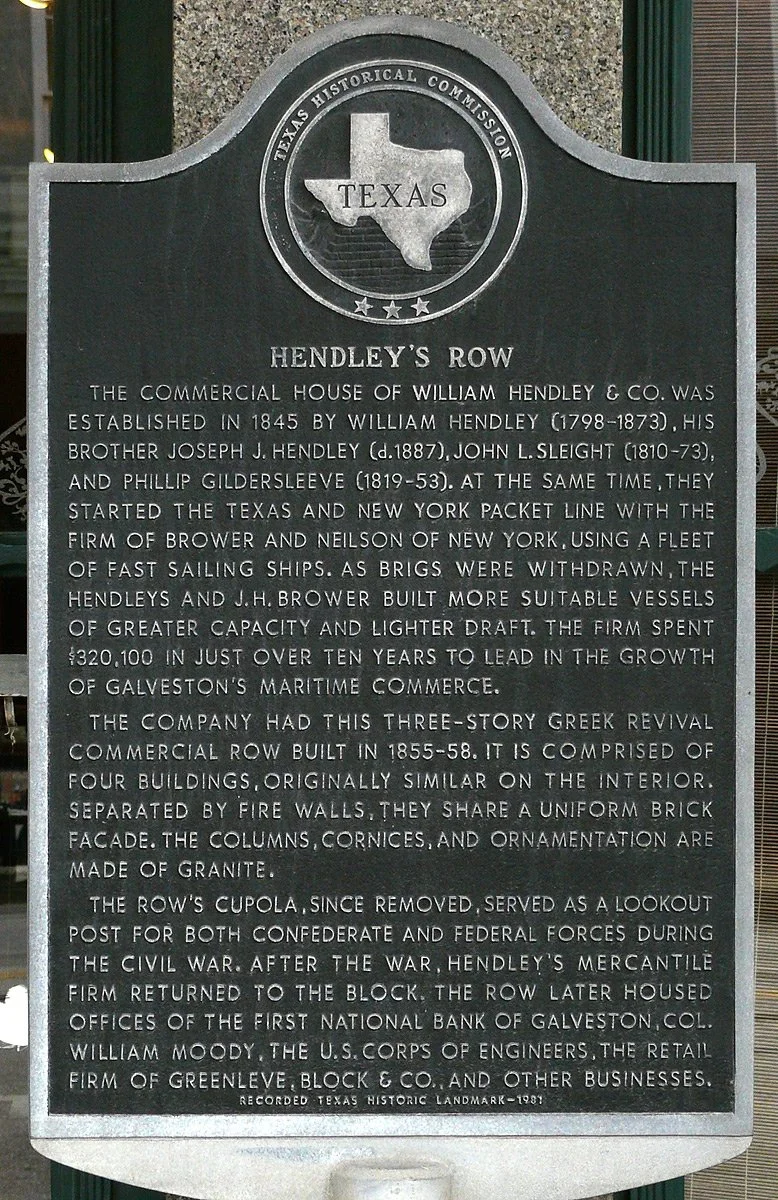 TEXAS HISTORICAL COMMISSION
TEXAS
HENDLEY'S ROW
THE COMMERCIAL HOUSE OF WILLIAM HENDLEY & CO. WAS
ESTABLISHED IN 1845 BY WILLIAM HENDLEY (1798-1873), HIS
BROTHER JOSEPH J. HENDLEY (d.1887), JOHN L. SLEIGHT (1810-73),
AND PHILLIP GILDERSLEEVE (1819-53). AT THE SAME TIME, THEY
STARTED THE TEXAS AND NEW YORK PACKET LINE WITH THE
FIRM OF BROWER AND NEILSON OF NEW YORK, USING A FLEET
OF FAST SAILING SHIPS. AS BRIGS WERE WITHDRAWN, THE
HENDLEYS AND J.H. BROWER BUILT MORE SUITABLE VESSELS
OF GREATER CAPACITY AND LIGHTER DRAFT. THE FIRM SPENT
$320,100 IN JUST OVER TEN YEARS TO LEAD IN THE GROWTH
OF GALVESTON'S MARITIME COMMERCE.
THE COMPANY HAD THIS THREE-STORY GREEK REVIVAL
COMMERCIAL ROW BUILT IN 1855-58. IT IS COMPRISED OF
FOUR BUILDINGS, ORIGINALLY SIMILAR ON THE INTERIOR.
SEPARATED BY FIRE WALLS, THEY SHARE A UNIFORM BRICK
FACADE. THE COLUMNS, CORNICES, AND ORNAMENTATION ARE
MADE OF GRANITE.
THE ROW'S CUPOLA, SINCE REMOVED, SERVED AS A LOOKOUT
POST FOR BOTH CONFEDERATE AND FEDERAL FORCES DURING
THE CIVIL WAR. AFTER THE WAR, HENDLEY'S MERCANTILE
FIRM RETURNED TO THE BLOCK. THE ROW LATER HOUSED
OFFICES OF THE FIRST NATIONAL BANK OF GALVESTON, COL.
WILLIAM MOODY, THE U.S. CORPS OF ENGINEERS, THE RETAIL
FIRM OF GREENLEVE, BLOCK & CO., AND OTHER BUSINESSES.
RECORDED TEXAS HISTORIC LANDMARK-1981